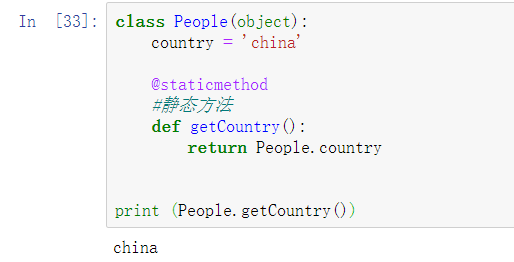 In [33]: class People(object):
country = 'china'
@staticmethod
#静态方法
def getCountry():
return People.country
print (People.getCountry())
china